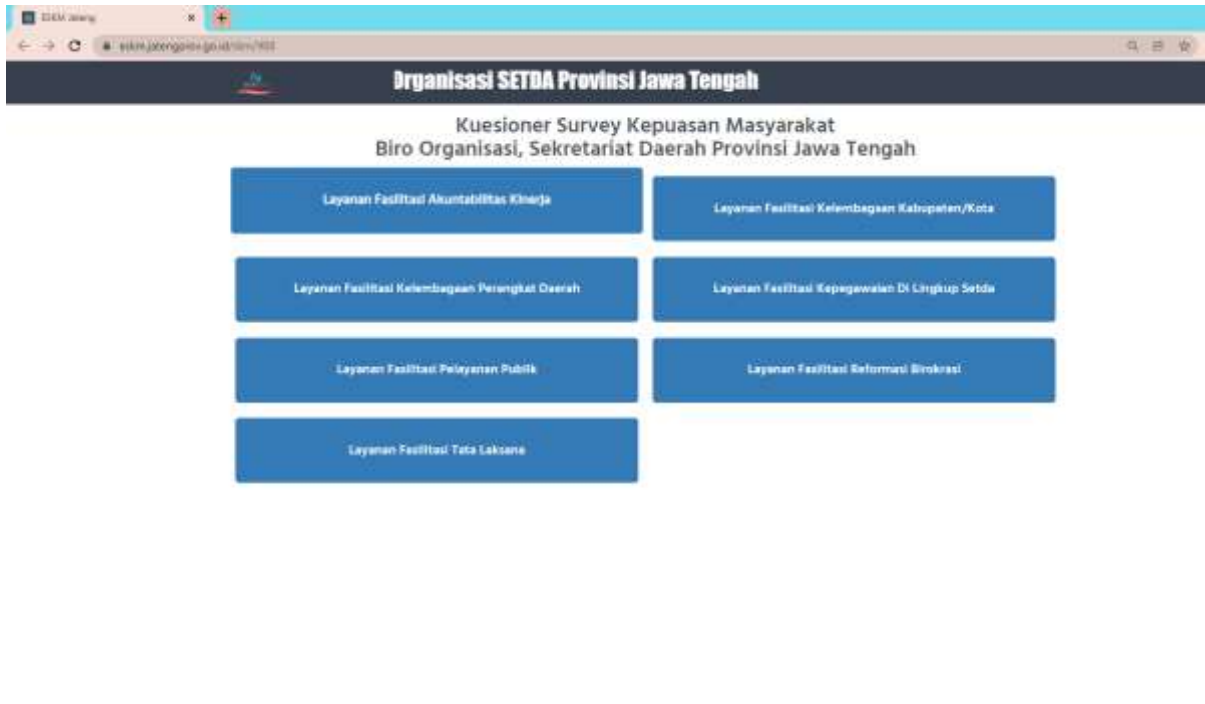 ESKM Jateng
Organisasi SETDA Provinsi Jawa Tengah
Kuesioner Survey Kepuasan Masyarakat
Biro Organisasi, Sekretariat Daerah Provinsi Jawa Tengah
Layanan Fasilitasi Akuntabilitas Kinerja
Layanan Fasilitasi Kelembagaan Kabupaten/Kota
Layanan Fasilitasi Kelembagaan Perangkat Daerah
Layanan Fasilitasi Kepegawaian Di Lingkup Setda
Layanan Fasilitasi Pelayanan Publik
Layanan Fasilitasi Reformasi Birokrasi
Layanan Fasilitasi Tata Laksana